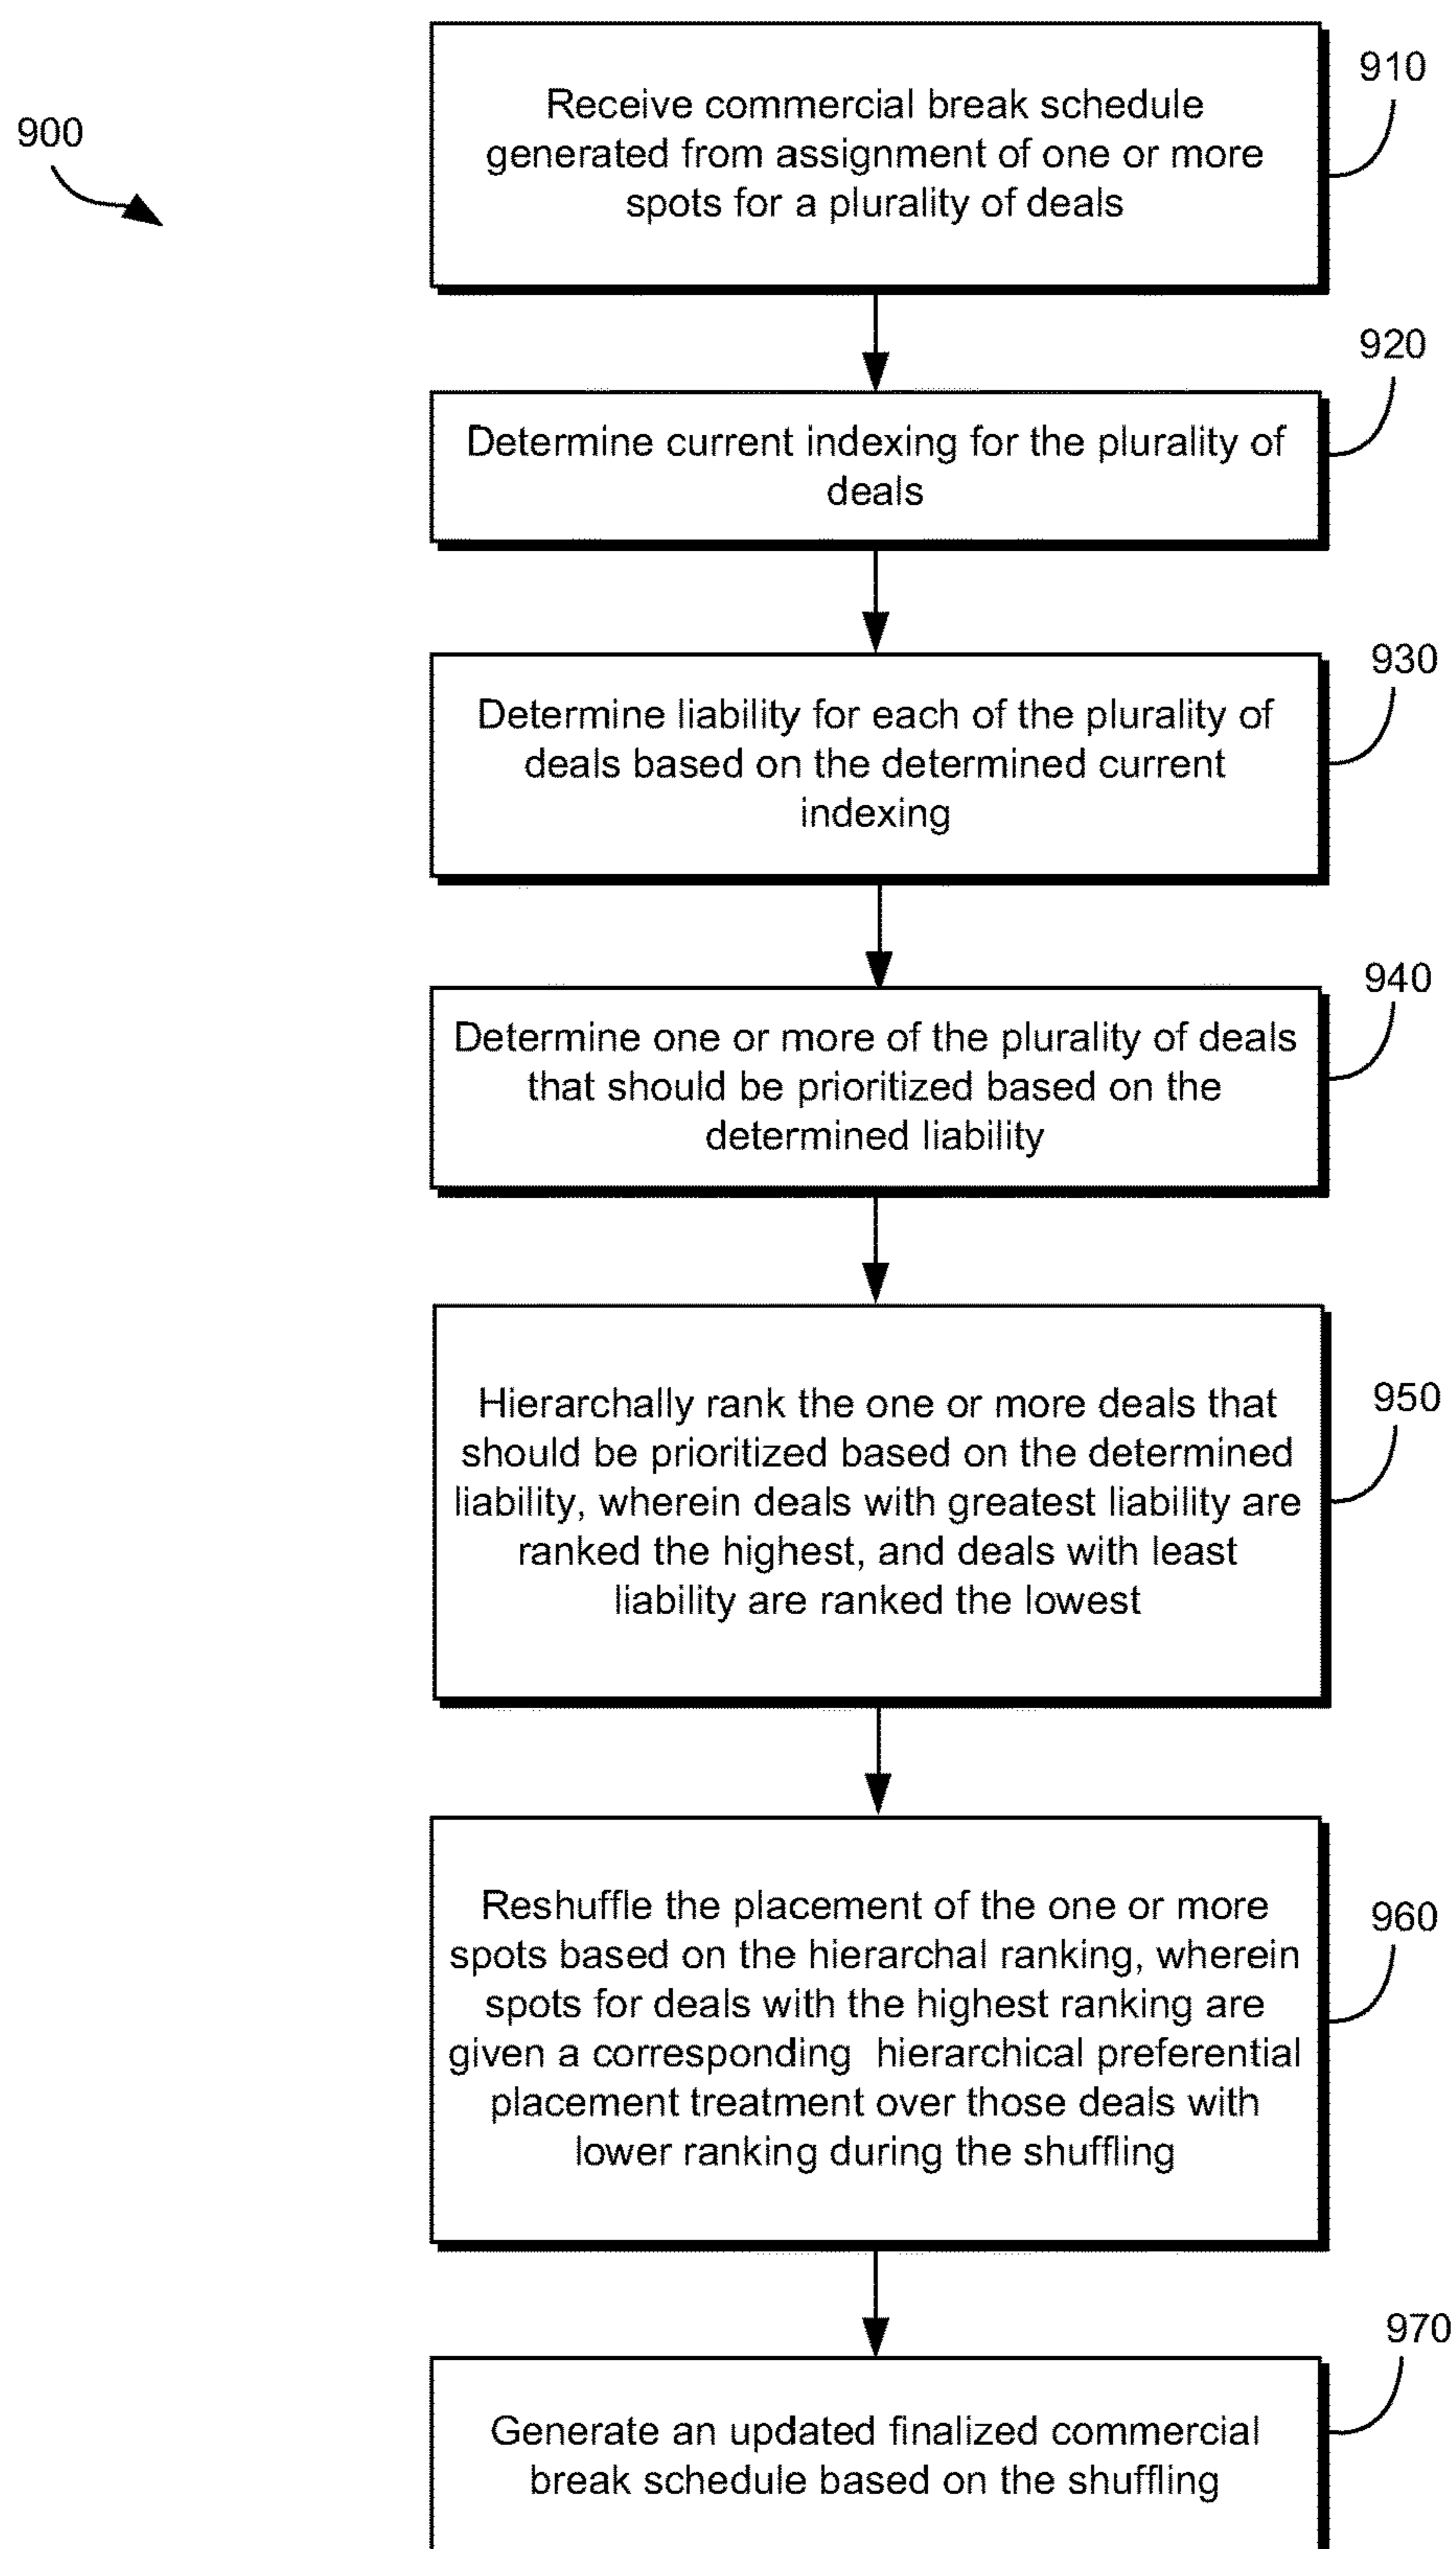 900
910
Receive commercial break schedule
generated from assignment of one or more
spots for a plurality of deals
920
Determine current indexing for the plurality of
deals
930
Determine liability for each of the plurality of
deals based on the determined current
indexing
940
Determine one or more of the plurality of deals
that should be prioritized based on the
determined liability
950
Hierarchally rank the one or more deals that
should be prioritized based on the determined
liability, wherein deals with greatest liability are
ranked the highest, and deals with least
liability are ranked the lowest
960
Reshuffle the placement of the one or more
spots based on the hierarchal ranking, wherein
spots for deals with the highest ranking are
given a corresponding  hierarchical preferential
placement treatment over those deals with
lower ranking during the shuffling
970
Generate an updated finalized commercial
break schedule based on the shuffling